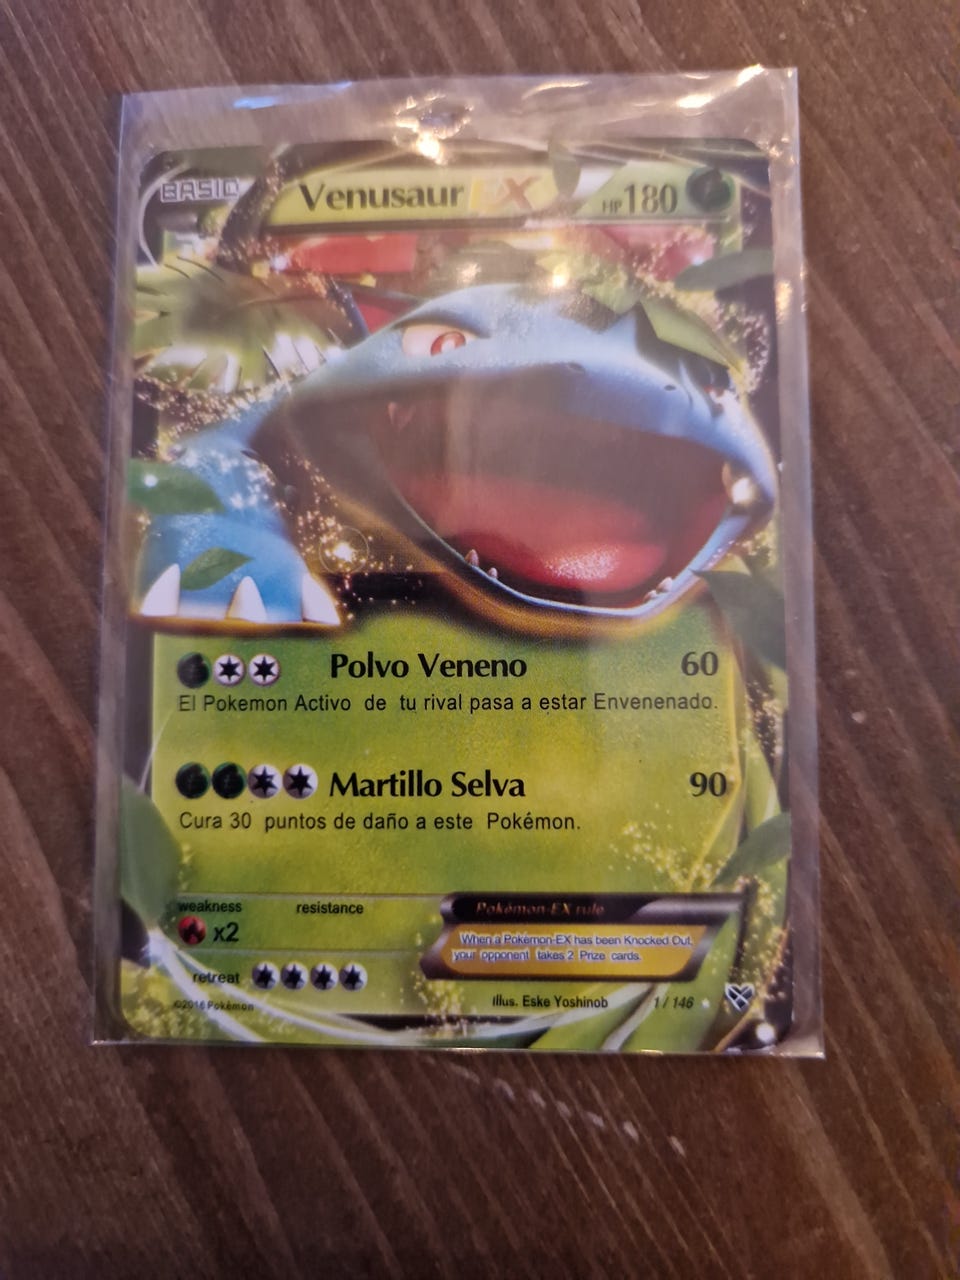 BASIC
Venusaur EX HP180
Polvo Veneno 60
El Pokemon Activo de tu rival pasa a estar Envenenado.
Martillo Selva 90
Cura 30 puntos de daño a este Pokémon.
weakness resistance
x2
Pokémon-EX rule
When a Pokémon-EX has been Knocked Out,
your opponent takes 2 Prize cards.
retreat
©2016 Pokémon
Illus. Eske Yoshinob
1/146